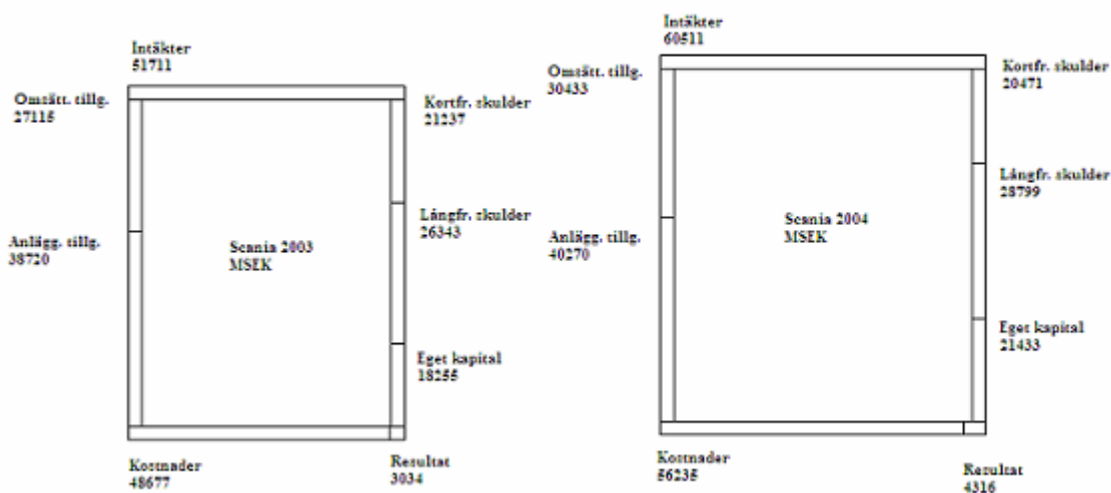 Intäkter
51711
Omsätt. tillg.
27115
Kortfr. skulder
21237
Anlägg. tillg.
38720
Scania 2003
MSEK
Långfr. skulder
26343
Eget kapital
18255
Kostnader
48677
Resultat
3034
Intäkter
60511
Omsätt. tillg.
30433
Kortfr. skulder
20471
Långfr. skulder
28799
Anlägg. tillg.
40270
Scania 2004
MSEK
Eget kapital
21433
Kostnader
56235
Resultat
4316